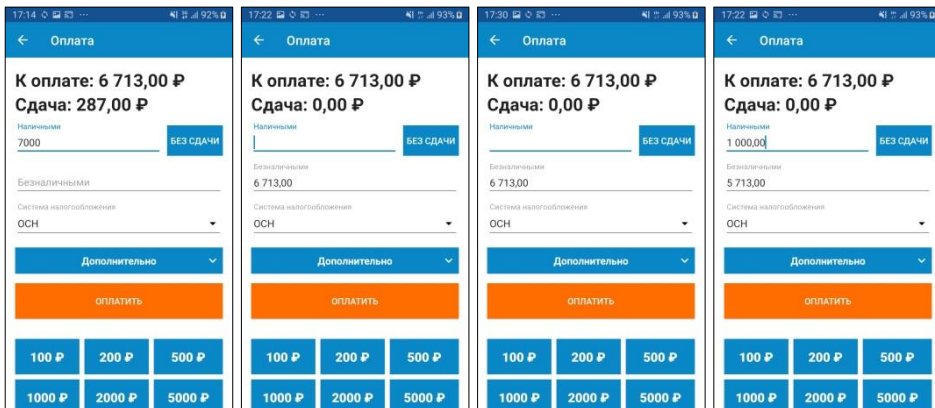 17:14 ... 92%
Оплата
К оплате: 6 713,00 ₽
Сдача: 287,00 ₽
Наличными
7000
БЕЗ СДАЧИ
Безналичными
Система налогообложения
ОСН
Дополнительно
ОПЛАТИТЬ
100 ₽ 200 ₽ 500 ₽
1000 ₽ 2000 ₽ 5000 ₽
17:22 ... 93%
Оплата
К оплате: 6 713,00 ₽
Сдача: 0,00 ₽
Наличными
БЕЗ СДАЧИ
Безналичными
6 713,00
Система налогообложения
ОСН
Дополнительно
ОПЛАТИТЬ
100 ₽ 200 ₽ 500 ₽
1000 ₽ 2000 ₽ 5000 ₽
17:30 ... 93%
Оплата
К оплате: 6 713,00 ₽
Сдача: 0,00 ₽
Наличными
БЕЗ СДАЧИ
Безналичными
6 713,00
Система налогообложения
ОСН
Дополнительно
ОПЛАТИТЬ
100 ₽ 200 ₽ 500 ₽
1000 ₽ 2000 ₽ 5000 ₽
17:22 ... 93%
Оплата
К оплате: 6 713,00 ₽
Сдача: 0,00 ₽
Наличными
1 000,00
БЕЗ СДАЧИ
Безналичными
5 713,00
Система налогообложения
ОСН
Дополнительно
ОПЛАТИТЬ
100 ₽ 200 ₽ 500 ₽
1000 ₽ 2000 ₽ 5000 ₽